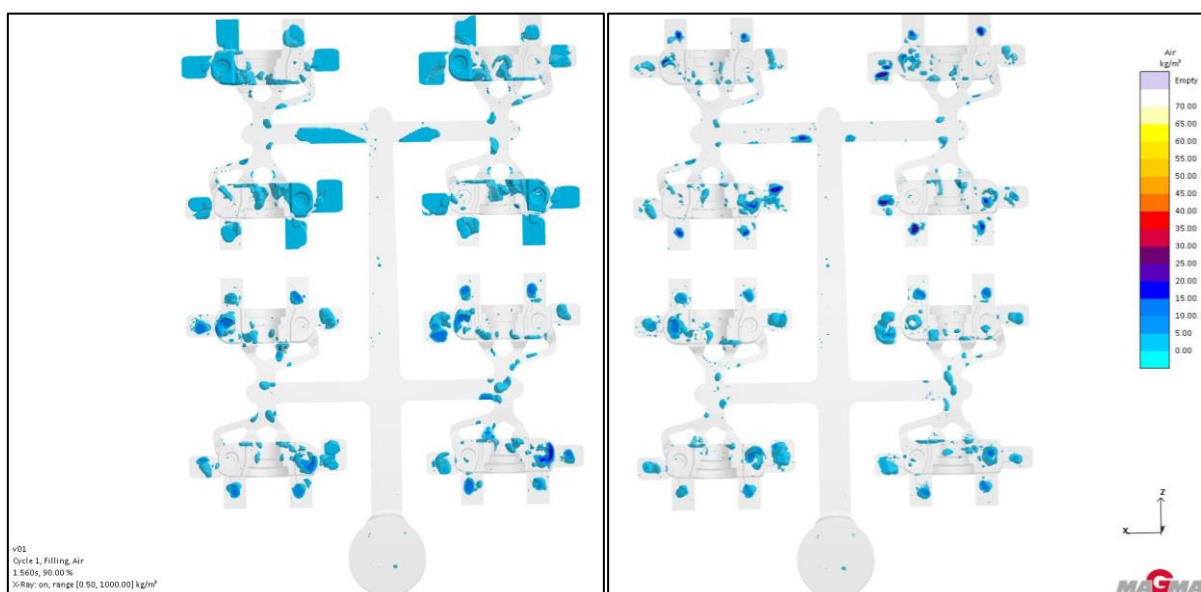 v01
Cycle 1, Filling, Air
1.560s, 90.00 %
X-Ray: on, range [0.50, 1000.00] kg/m³
Air
kg/m³
Empty
70.00
65.00
60.00
55.00
50.00
45.00
40.00
35.00
30.00
25.00
20.00
15.00
10.00
5.00
0.00
Z
X
MAGMA